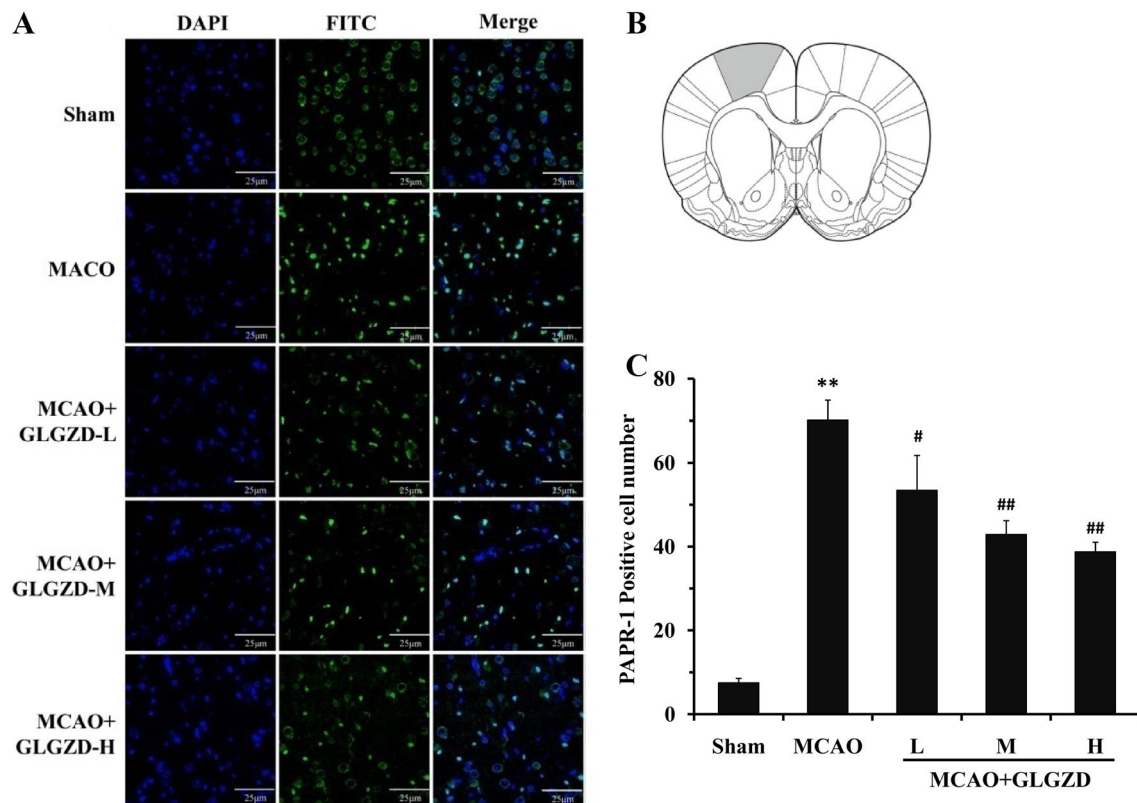 A
DAPI FITC Merge
Sham
25μm 25μm 25μm
MACO
25μm 25μm 25μm
MCAO+
GLGZD-L
25μm 25μm 25μm
MCAO+
GLGZD-M
25μm 25μm 25μm
MCAO+
GLGZD-H
25μm 25μm 25μm
B
C
PAPR-1 Positive cell number
80
60
40
20
0
**
#
##
##
Sham MCAO L M H
MCAO+GLGZD